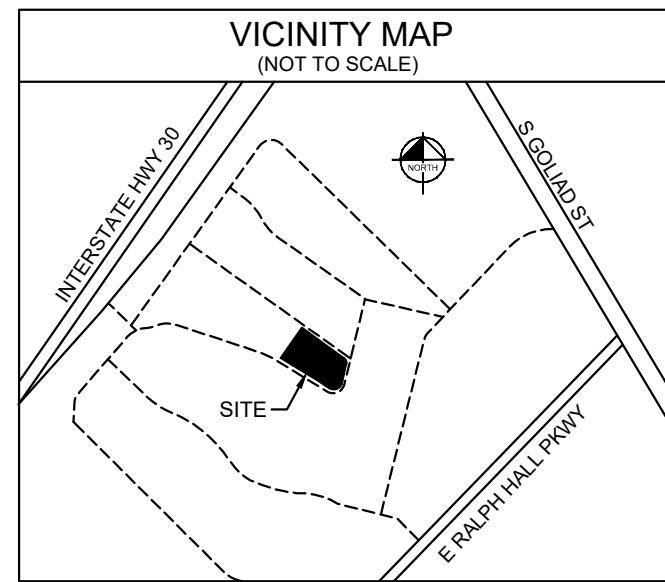 VICINITY MAP
(NOT TO SCALE)
INTERSTATE HWY 30
NORTH
S GOLIAD ST
SITE
E RALPH HALL PKWY